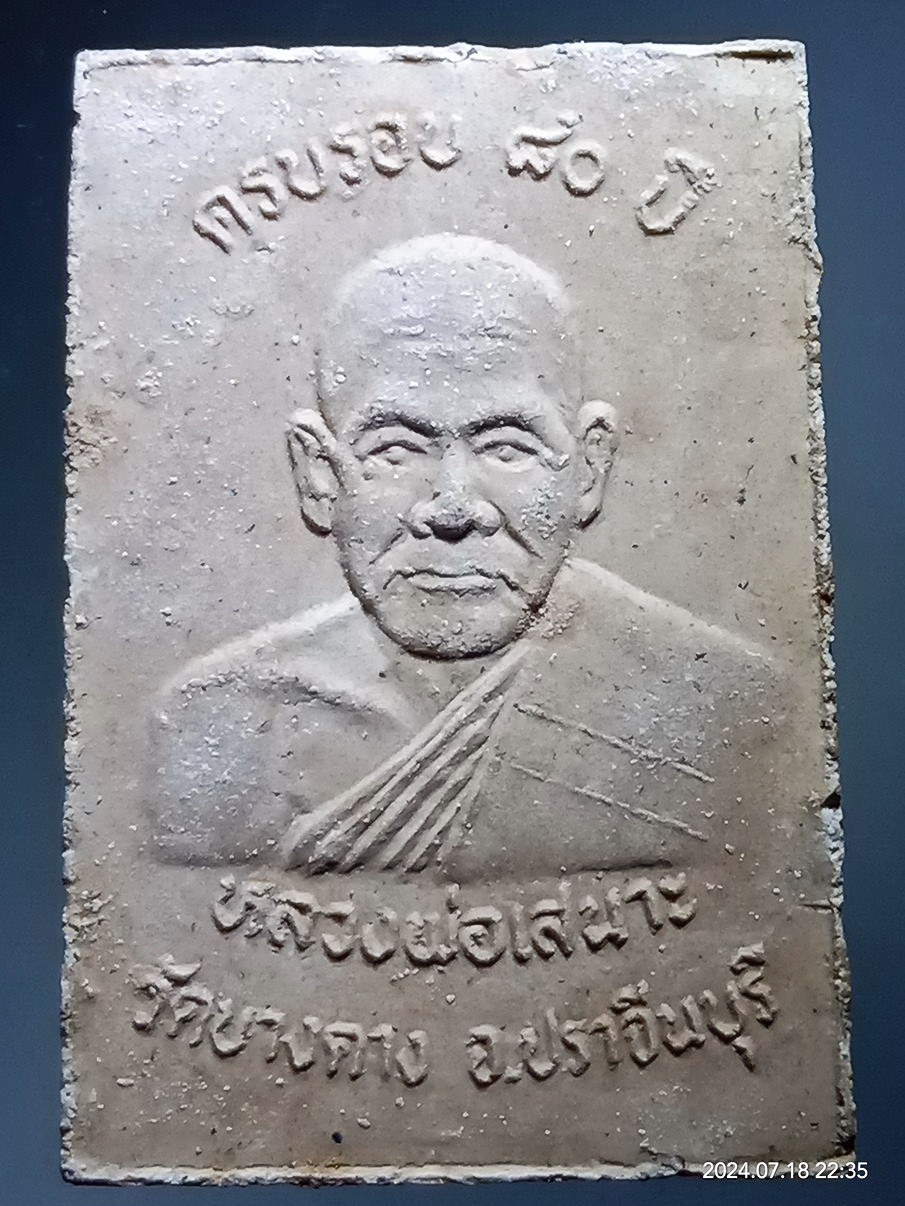 ครบรอบ ๘๐ ปี
หลวงพ่อเสนาะ
วัดบางคาง จ.ปราจีนบุรี
2024.07.18 22:35